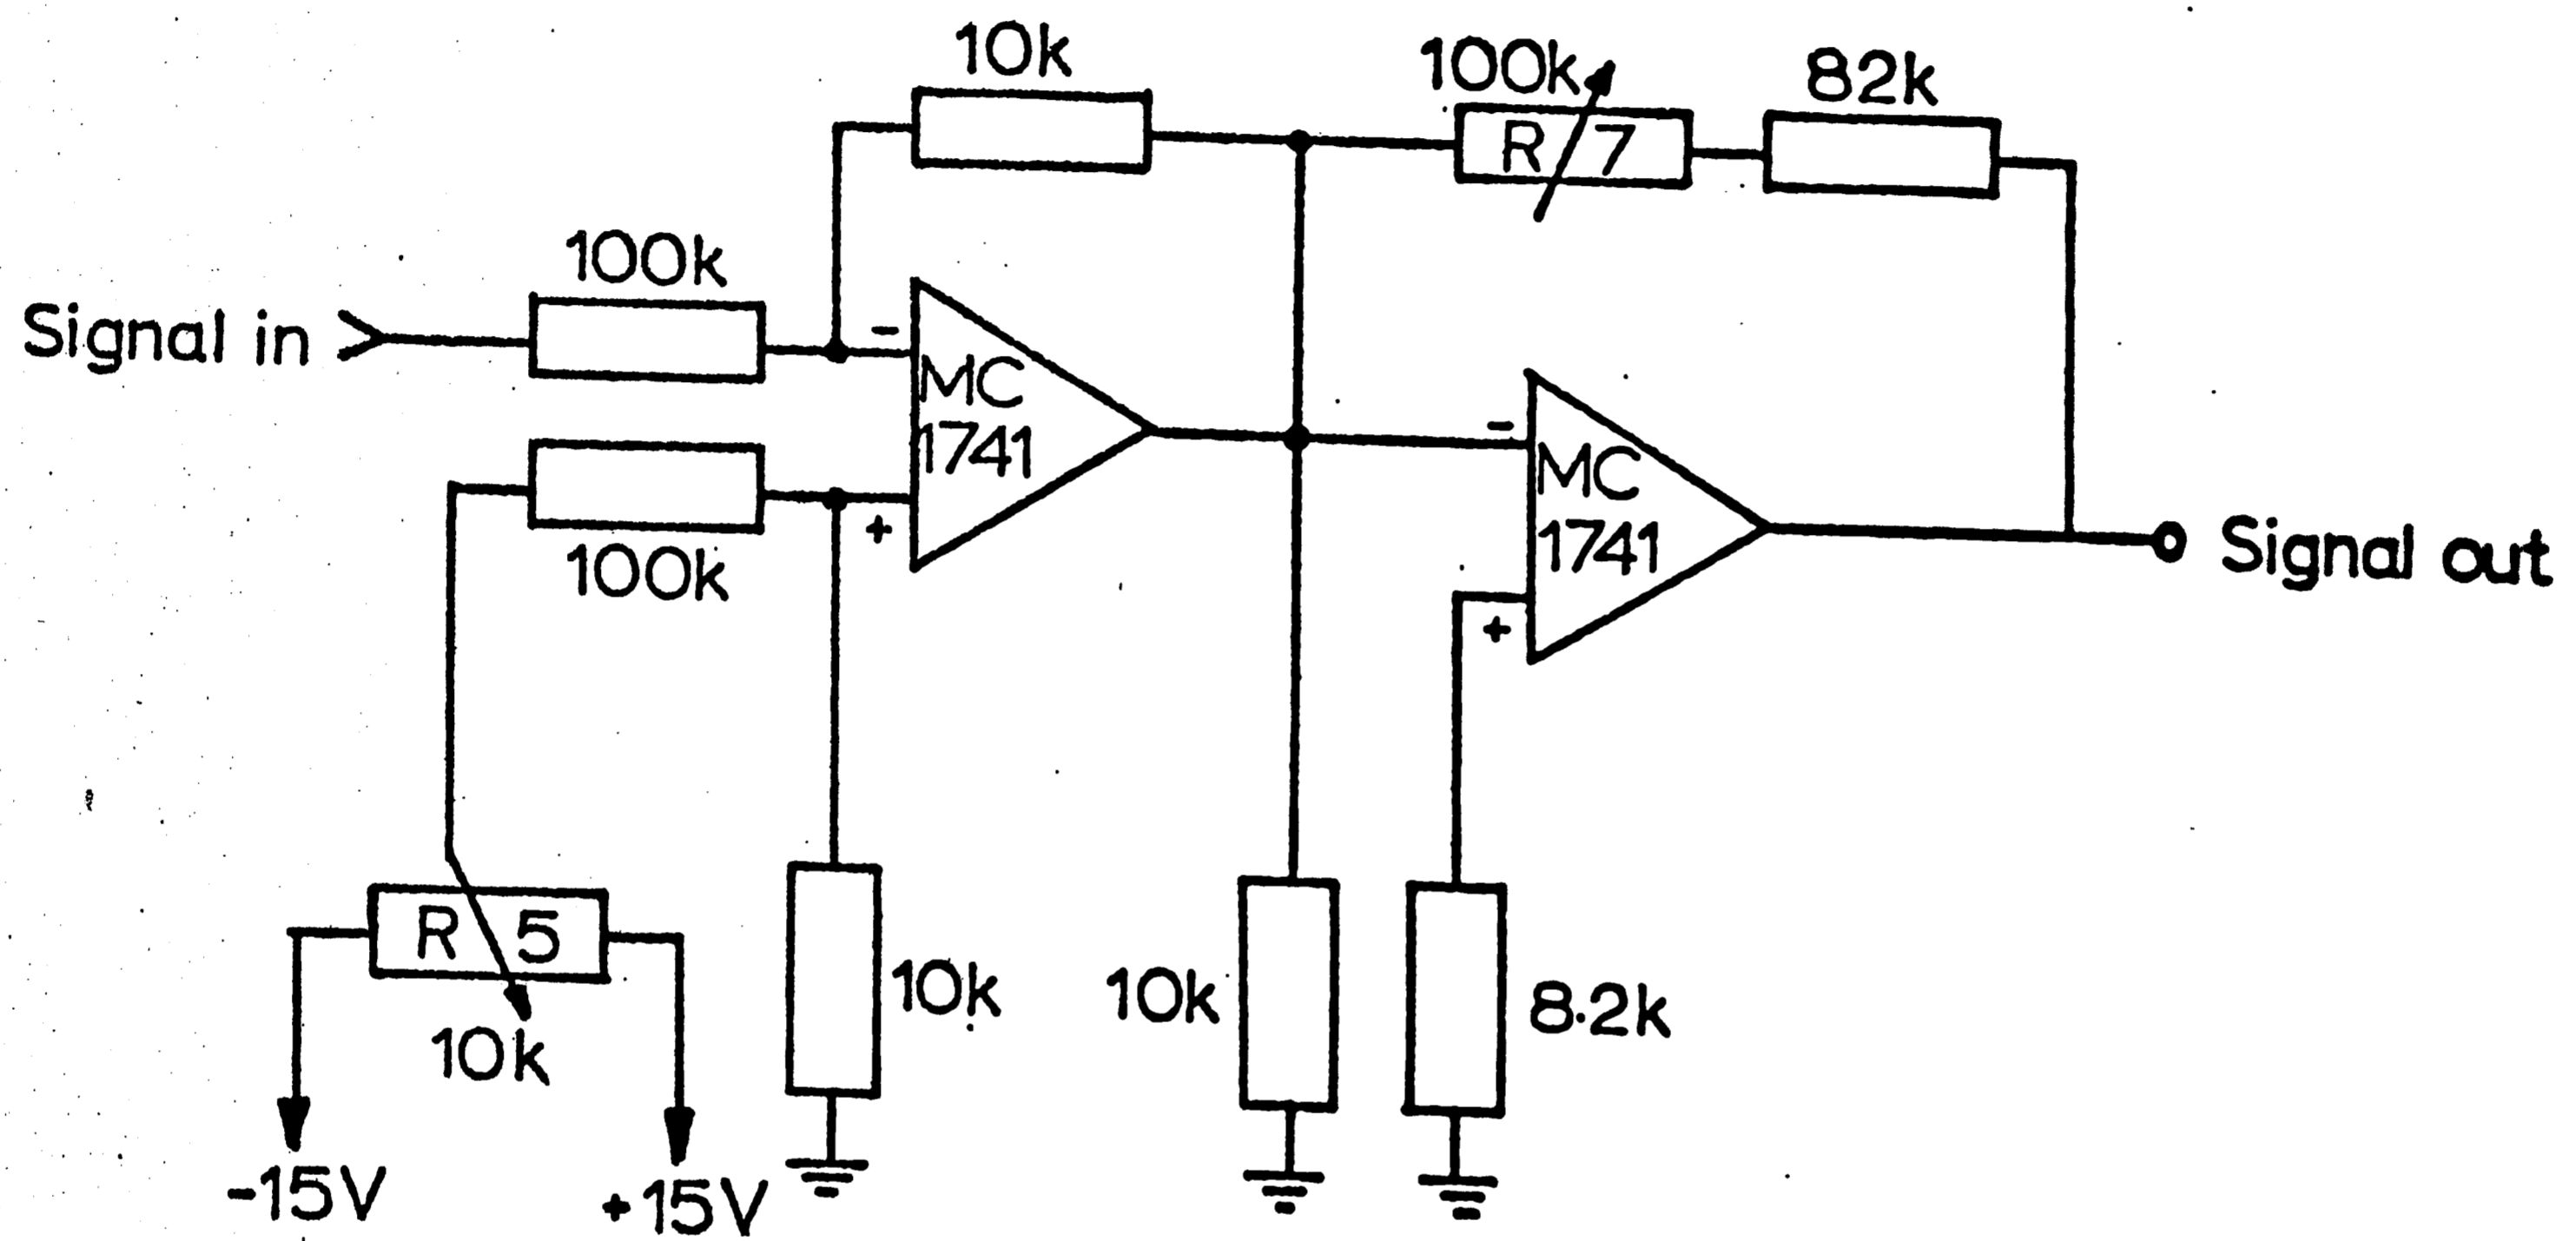 10k
100k
82k
R 7
100k
Signal in
-
MC
1741
+
100k
-
MC
1741
+
Signal out
R 5
10k
10k
10k
8.2k
-15V
+15V